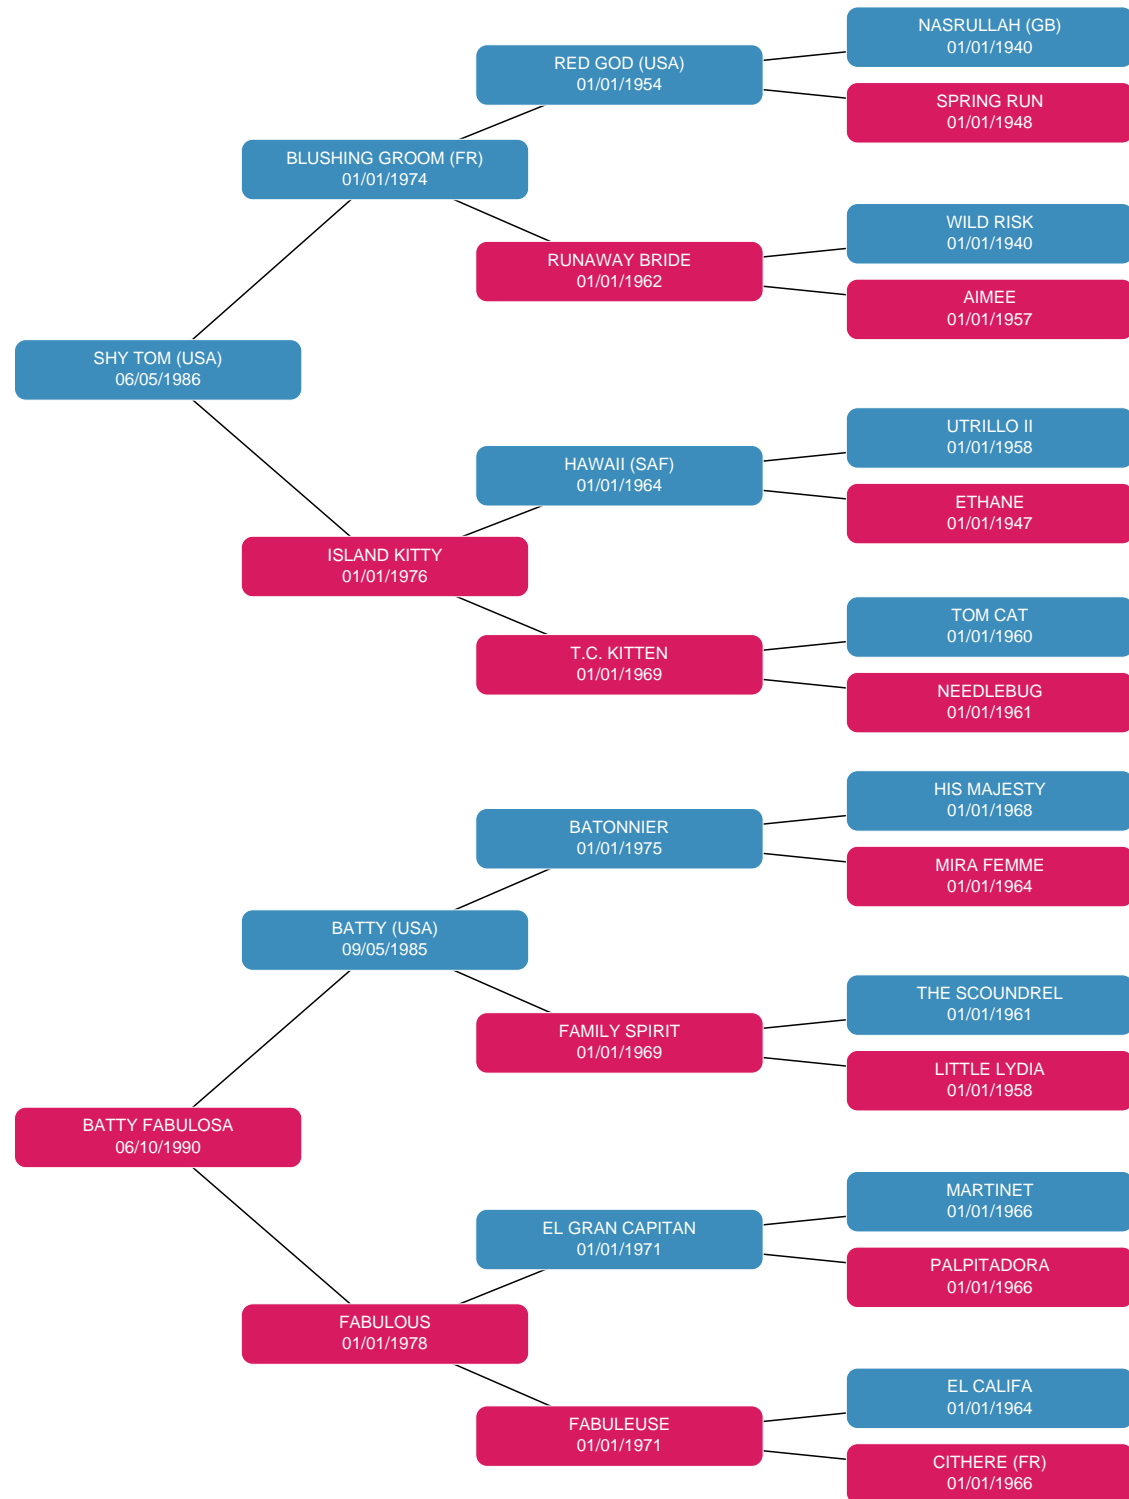 NASRULLAH (GB)
01/01/1940
RED GOD (USA)
01/01/1954
SPRING RUN
01/01/1948
BLUSHING GROOM (FR)
01/01/1974
WILD RISK
01/01/1940
RUNAWAY BRIDE
01/01/1962
AIMEE
01/01/1957
SHY TOM (USA)
06/05/1986
UTRILLO II
01/01/1958
HAWAII (SAF)
01/01/1964
ETHANE
01/01/1947
ISLAND KITTY
01/01/1976
TOM CAT
01/01/1960
T.C. KITTEN
01/01/1969
NEEDLEBUG
01/01/1961
HIS MAJESTY
01/01/1968
BATONNIER
01/01/1975
MIRA FEMME
01/01/1964
BATTY (USA)
09/05/1985
THE SCOUNDREL
01/01/1961
FAMILY SPIRIT
01/01/1969
LITTLE LYDIA
01/01/1958
BATTY FABULOSA
06/10/1990
MARTINET
01/01/1966
EL GRAN CAPITAN
01/01/1971
PALPITADORA
01/01/1966
FABULOUS
01/01/1978
EL CALIFA
01/01/1964
FABULEUSE
01/01/1971
CITHERE (FR)
01/01/1966